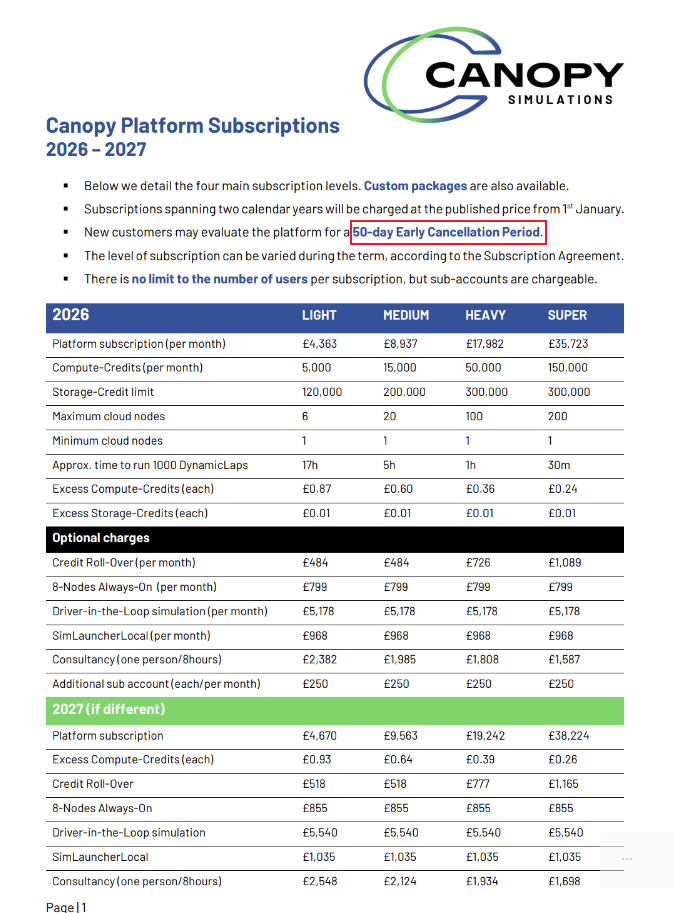 CANOPY
SIMULATIONS
Canopy Platform Subscriptions
2026 – 2027
▪ Below we detail the four main subscription levels. Custom packages are also available.
▪ Subscriptions spanning two calendar years will be charged at the published price from 1st January.
▪ New customers may evaluate the platform for a 50-day Early Cancellation Period.
▪ The level of subscription can be varied during the term, according to the Subscription Agreement.
▪ There is no limit to the number of users per subscription, but sub-accounts are chargeable.
2026 LIGHT MEDIUM HEAVY SUPER
Platform subscription (per month) £4,363 £8,937 £17,982 £35,723
Compute-Credits (per month) 5,000 15,000 50,000 150,000
Storage-Credit limit 120,000 200,000 300,000 300,000
Maximum cloud nodes 6 20 100 200
Minimum cloud nodes 1 1 1 1
Approx. time to run 1000 DynamicLaps 17h 5h 1h 30m
Excess Compute-Credits (each) £0.87 £0.60 £0.36 £0.24
Excess Storage-Credits (each) £0.01 £0.01 £0.01 £0.01
Optional charges
Credit Roll-Over (per month) £484 £484 £726 £1,089
8-Nodes Always-On (per month) £799 £799 £799 £799
Driver-in-the-Loop simulation (per month) £5,178 £5,178 £5,178 £5,178
SimLauncherLocal (per month) £968 £968 £968 £968
Consultancy (one person/8hours) £2,382 £1,985 £1,808 £1,587
Additional sub account (each/per month) £250 £250 £250 £250
2027 (if different)
Platform subscription £4,670 £9,563 £19,242 £38,224
Excess Compute-Credits (each) £0.93 £0.64 £0.39 £0.26
Credit Roll-Over £518 £518 £777 £1,165
8-Nodes Always-On £855 £855 £855 £855
Driver-in-the-Loop simulation £5,540 £5,540 £5,540 £5,540
SimLauncherLocal £1,035 £1,035 £1,035 £1,035
...
Consultancy (one person/8hours) £2,548 £2,124 £1,934 £1,698
Page | 1